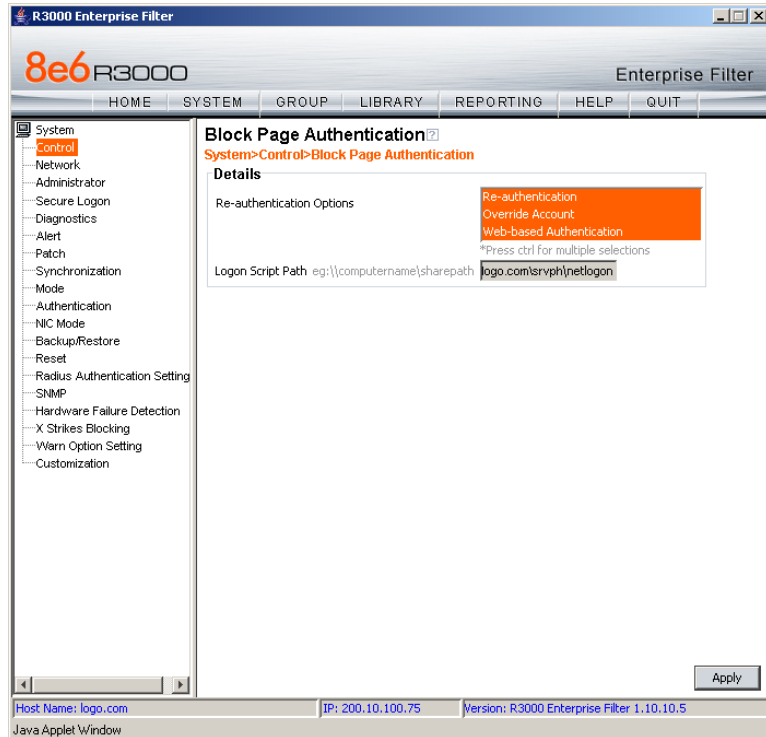 R3000 Enterprise Filter
8e6 R3000
Enterprise Filter
HOME SYSTEM GROUP LIBRARY REPORTING HELP QUIT
System
Control
Network
Administrator
Secure Logon
Diagnostics
Alert
Patch
Synchronization
Mode
Authentication
NIC Mode
Backup/Restore
Reset
Radius Authentication Setting
SNMP
Hardware Failure Detection
X Strikes Blocking
Warn Option Setting
Customization
Block Page Authentication?
System>Control>Block Page Authentication
Details
Re-authentication Options
Re-authentication
Override Account
Web-based Authentication
*Press ctrl for multiple selections
Logon Script Path eg:\\computername\sharepath logo.com\srvph\netlogon
Apply
Host Name: logo.com IP: 200.10.100.75 Version: R3000 Enterprise Filter 1.10.10.5
Java Applet Window